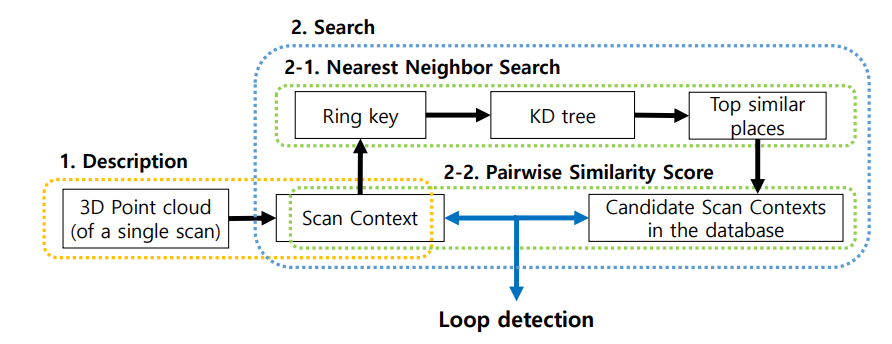 2. Search
2-1. Nearest Neighbor Search
Ring key
KD tree
Top similar
places
1. Description
2-2. Pairwise Similarity Score
3D Point cloud
(of a single scan)
Scan Context
Candidate Scan Contexts
in the database
Loop detection